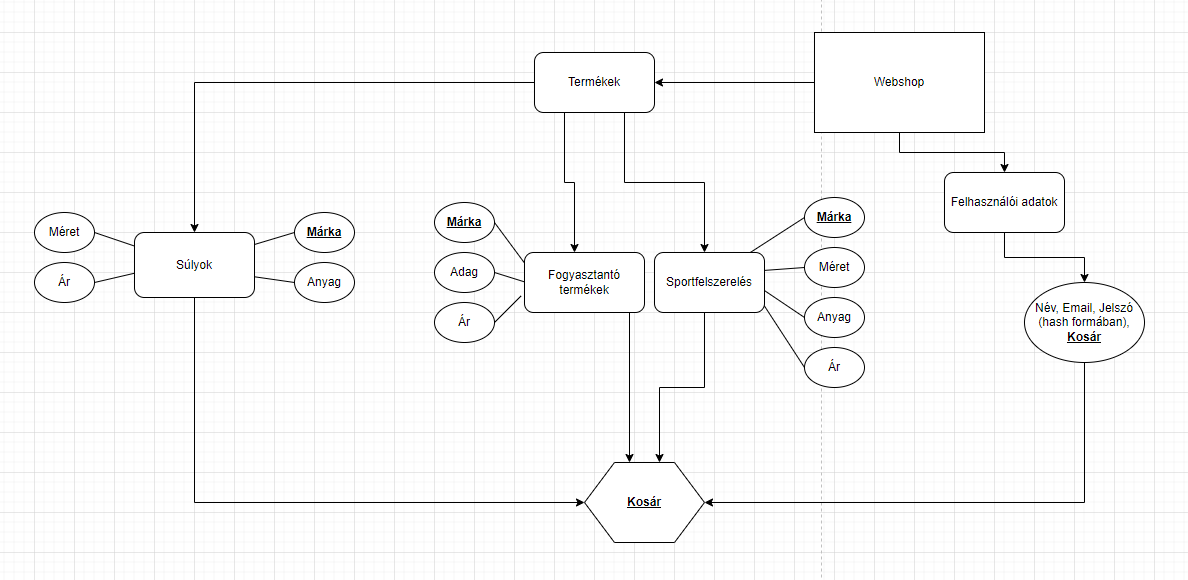 Termékek
Webshop
Felhasználói adatok
Méret
Ár
Súlyok
Márka
Anyag
Márka
Adag
Ár
Fogyasztantó
termékek
Sportfelszerelés
Márka
Méret
Anyag
Ár
Név, Email, Jelszó
(hash formában),
Kosár
Kosár